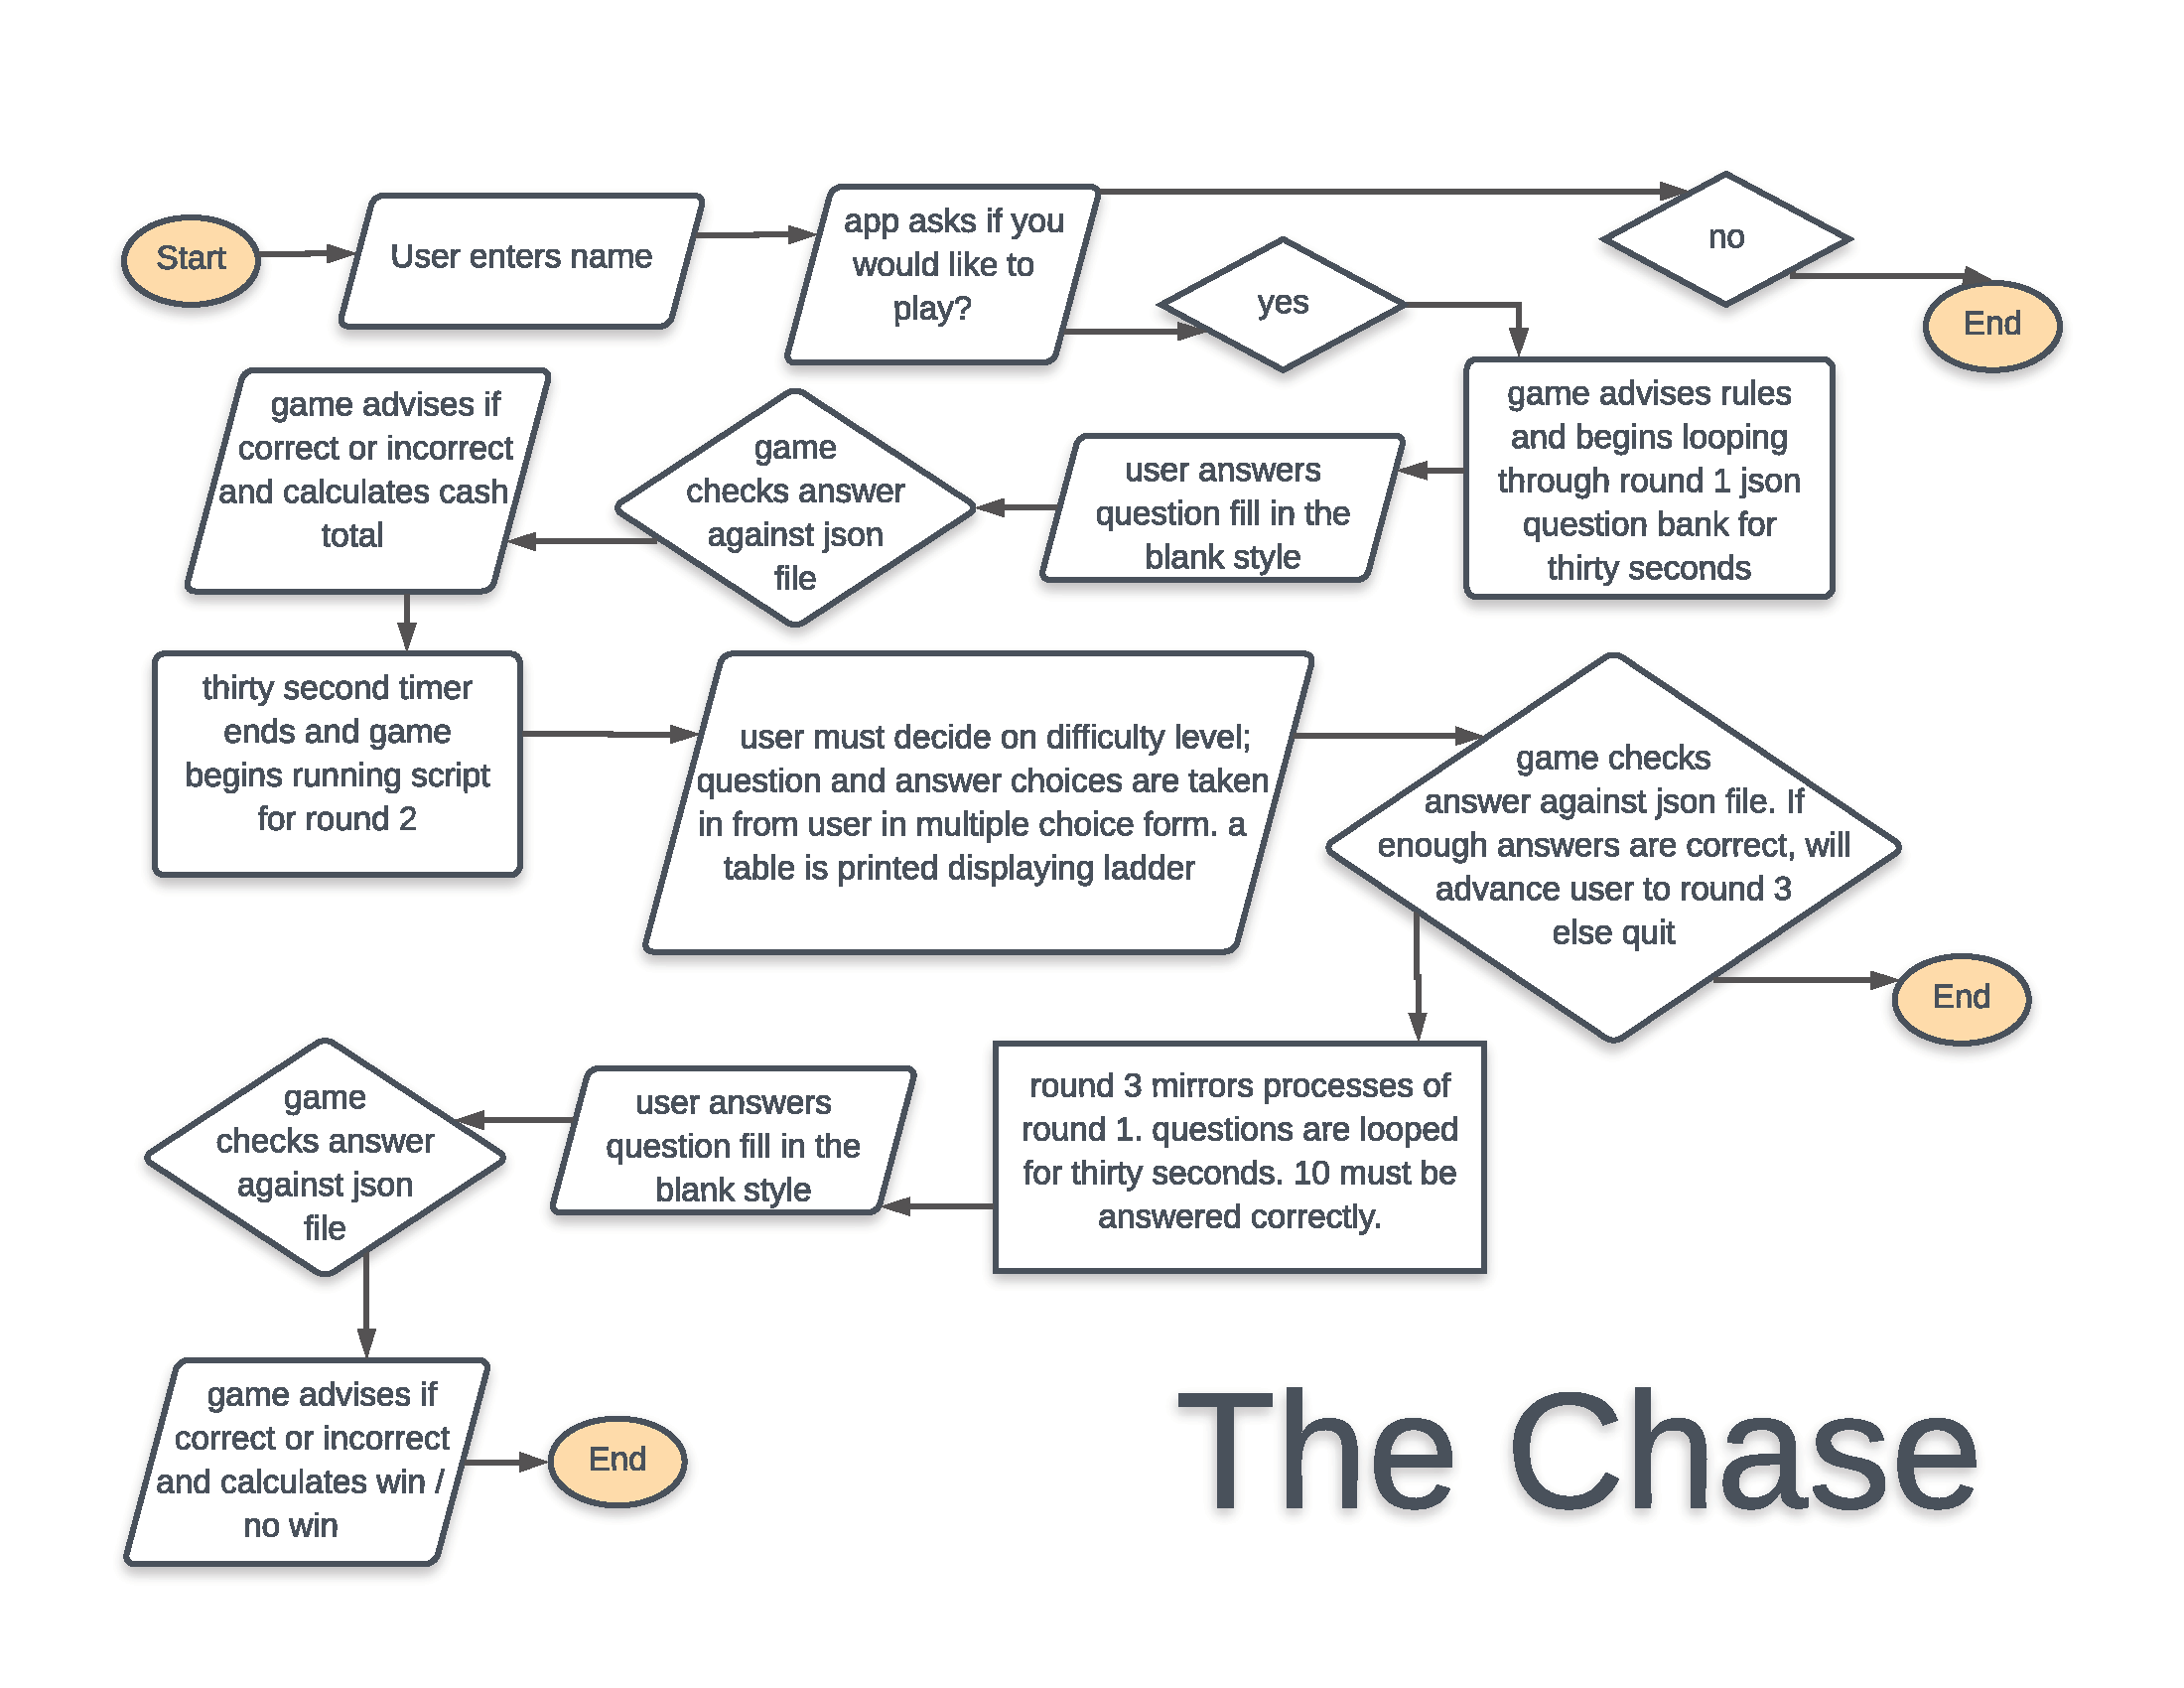 Start
User enters name
app asks if you
would like to
play?
no
End
yes
game advises rules
and begins looping
through round 1 json
question bank for
thirty seconds
user answers
question fill in the
blank style
game
checks answer
against json
file
game advises if
correct or incorrect
and calculates cash
total
thirty second timer
ends and game
begins running script
for round 2
user must decide on difficulty level;
question and answer choices are taken
in from user in multiple choice form. a
table is printed displaying ladder
game checks
answer against json file. If
enough answers are correct, will
advance user to round 3
else quit
End
round 3 mirrors processes of
round 1. questions are looped
for thirty seconds. 10 must be
answered correctly.
user answers
question fill in the
blank style
game
checks answer
against json
file
game advises if
correct or incorrect
and calculates win /
no win
End
The Chase